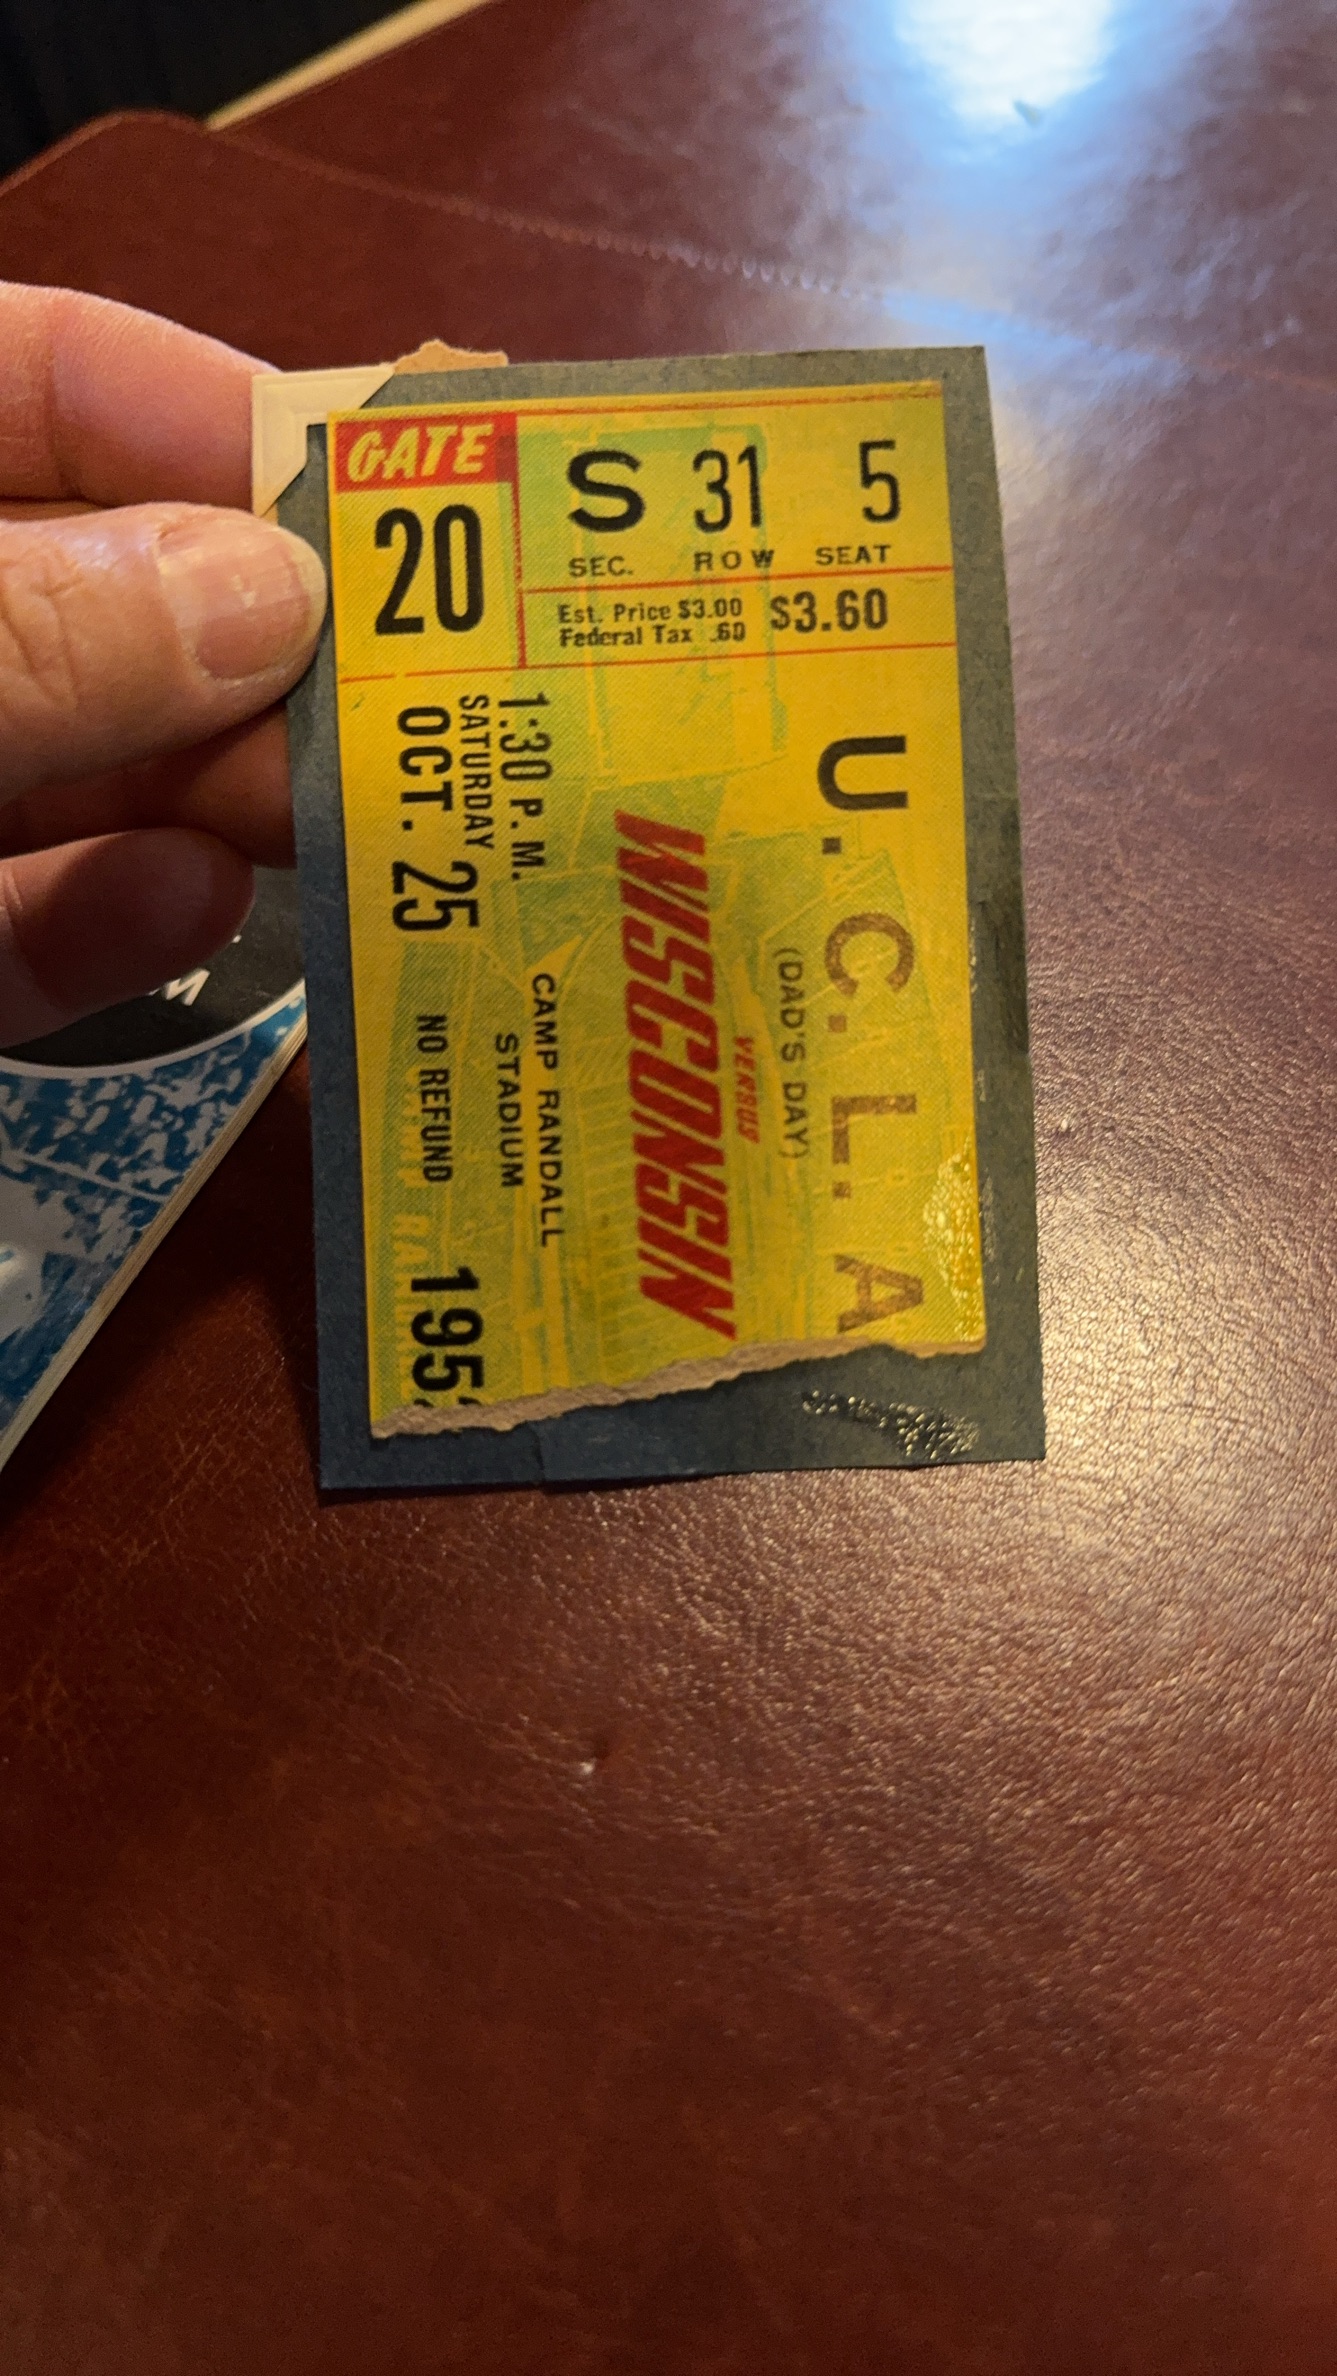 GATE
20
S 31 5
SEC. ROW SEAT
Est. Price $3.00
Federal Tax .60
$3.60
U.C.L.A
(DAD'S DAY)
VERSUS
WISCONSIN
CAMP RANDALL
STADIUM
1:30 P.M.
SATURDAY
OCT. 25
NO REFUND
195